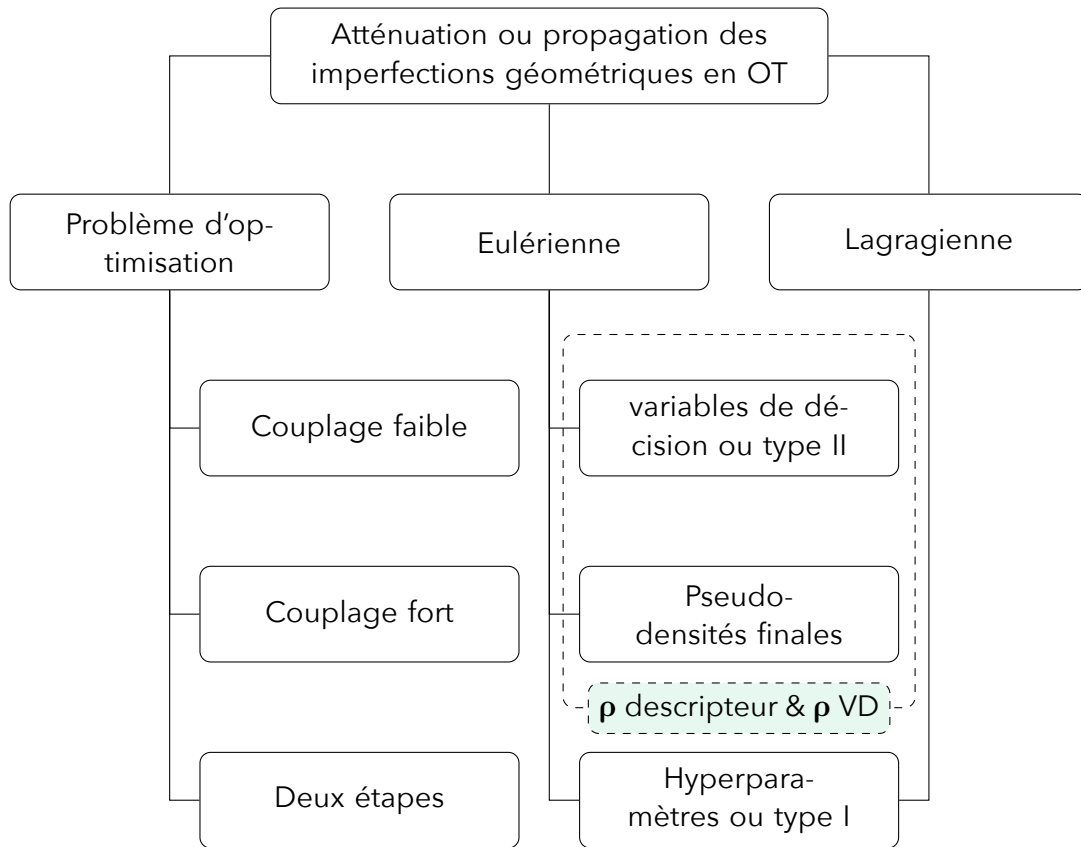 Atténuation ou propagation des
imperfections géométriques en OT
Problème d'op-
timisation
Eulérienne
Lagragienne
Couplage faible
variables de dé-
cision ou type II
Couplage fort
Pseudo-
densités finales
ρ descripteur & ρ VD
Deux étapes
Hyperpara-
mètres ou type I